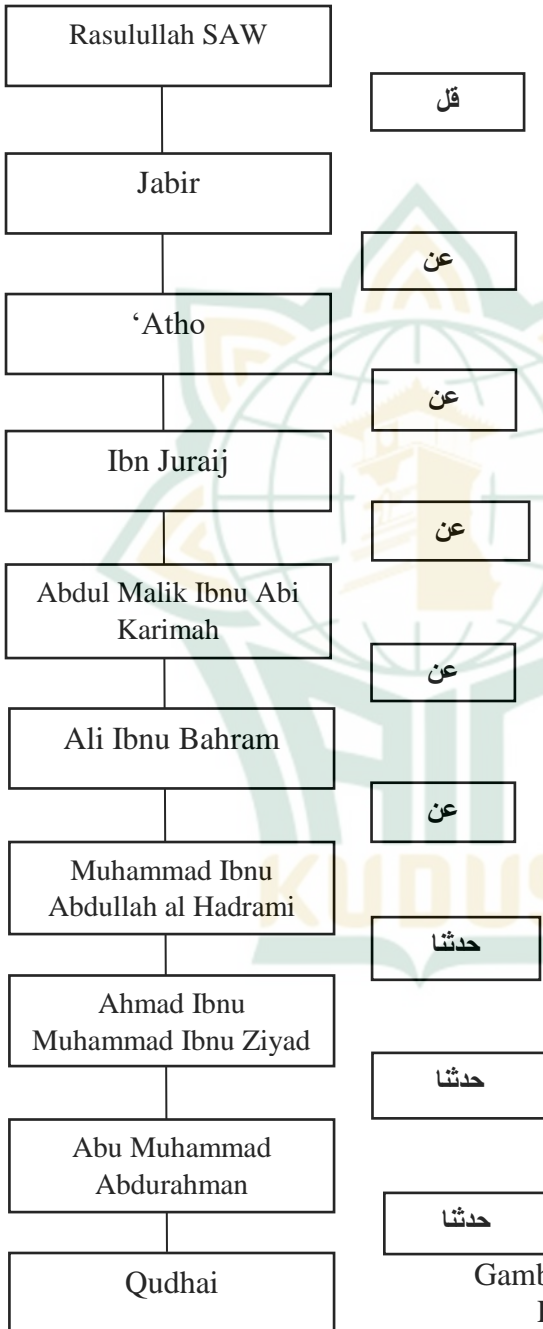 Rasulullah SAW
قل
Jabir
عن
‘Atho
عن
Ibn Juraij
عن
Abdul Malik Ibnu Abi
Karimah
عن
Ali Ibnu Bahram
عن
Muhammad Ibnu
Abdullah al Hadrami
حدثنا
Ahmad Ibnu
Muhammad Ibnu Ziyad
حدثنا
Abu Muhammad
Abdurahman
حدثنا
Qudhai
KUDUS